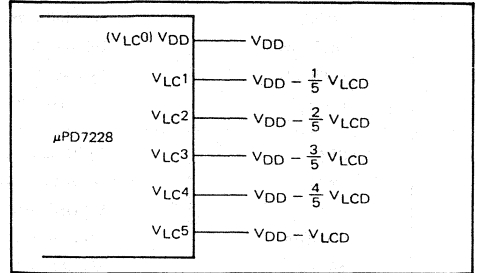 (VLC0) VDD VDD
VLC1 VDD − 1/5 VLCD
VLC2 VDD − 2/5 VLCD
μPD7228
VLC3 VDD − 3/5 VLCD
VLC4 VDD − 4/5 VLCD
VLC5 VDD − VLCD